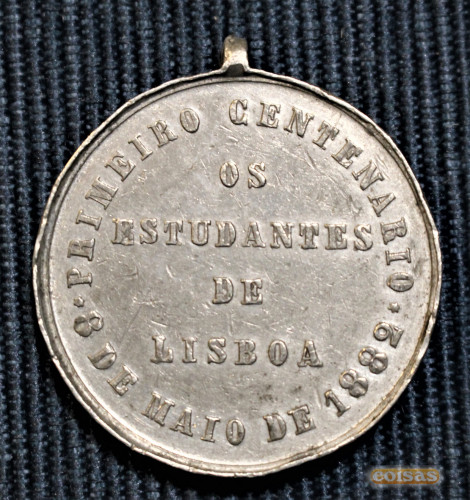 PRIMEIRO CENTENARIO
OS
ESTUDANTES
DE
LISBOA
* 8 DE MAIO DE 1882 *
coisas